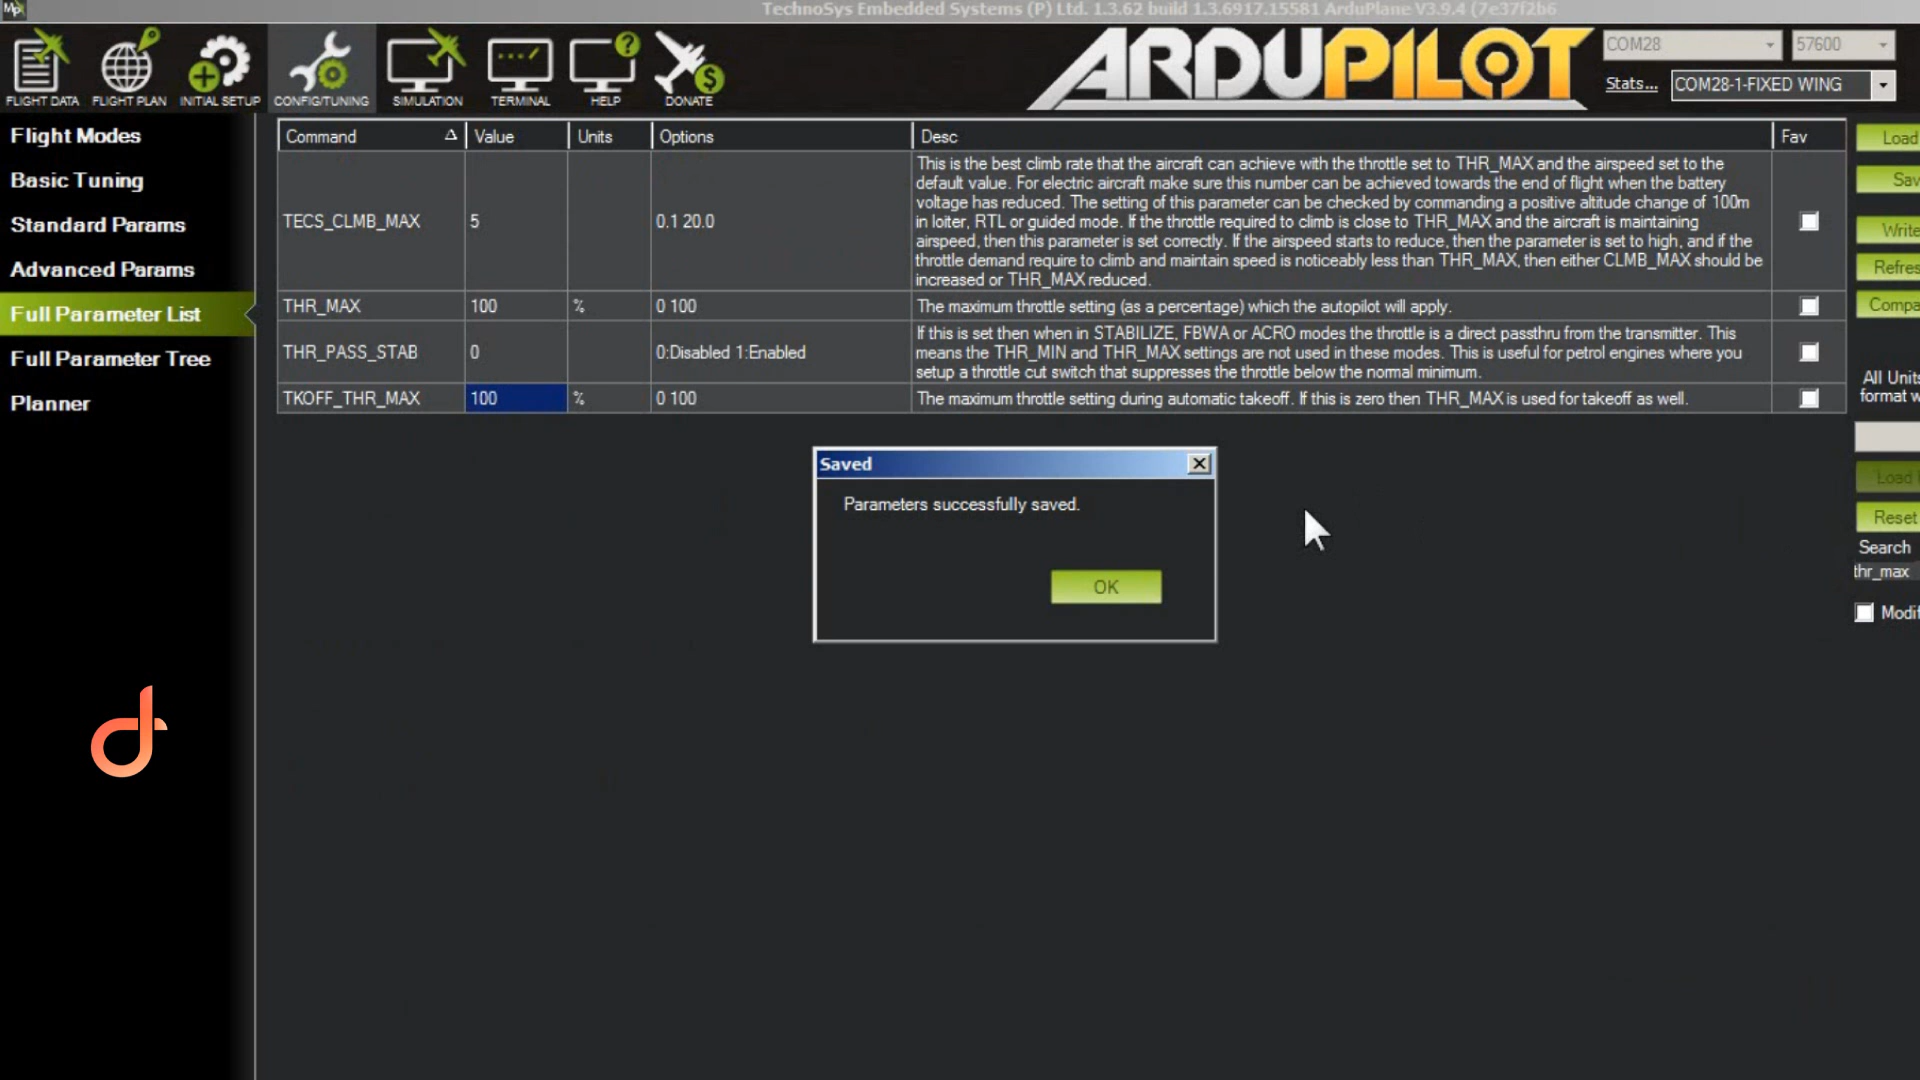 Mp
TechnoSys Embedded Systems (P) Ltd. 1.3.62 build 1.3.6917.15581 ArduPlane V3.9.4 (7e37f2b6
FLIGHT DATA
FLIGHT PLAN
INITIAL SETUP
CONFIG/TUNING
SIMULATION
TERMINAL
HELP
DONATE
ARDUPILOT
COM28
57600
Stats...
COM28-1-FIXED WING
Flight Modes
Basic Tuning
Standard Params
Advanced Params
Full Parameter List
Full Parameter Tree
Planner
Command Value Units Options Desc Fav
TECS_CLMB_MAX 5 0.1 20.0
This is the best climb rate that the aircraft can achieve with the throttle set to THR_MAX and the airspeed set to the
default value. For electric aircraft make sure this number can be achieved towards the end of flight when the battery
voltage has reduced. The setting of this parameter can be checked by commanding a positive altitude change of 100m
in loiter, RTL or guided mode. If the throttle required to climb is close to THR_MAX and the aircraft is maintaining
airspeed, then this parameter is set correctly. If the airspeed starts to reduce, then the parameter is set to high, and if the
throttle demand require to climb and maintain speed is noticeably less than THR_MAX, then either CLMB_MAX should be
increased or THR_MAX reduced.
THR_MAX 100 % 0 100 The maximum throttle setting (as a percentage) which the autopilot will apply.
THR_PASS_STAB 0 0:Disabled 1:Enabled
If this is set then when in STABILIZE, FBWA or ACRO modes the throttle is a direct passthru from the transmitter. This
means the THR_MIN and THR_MAX settings are not used in these modes. This is useful for petrol engines where you
setup a throttle cut switch that suppresses the throttle below the normal minimum.
TKOFF_THR_MAX 100 % 0 100 The maximum throttle setting during automatic takeoff. If this is zero then THR_MAX is used for takeoff as well.
Saved
Parameters successfully saved.
OK
Load
Sav
Write
Refres
Compa
All Units
format w
Load
Reset
Search
thr_max
Modif